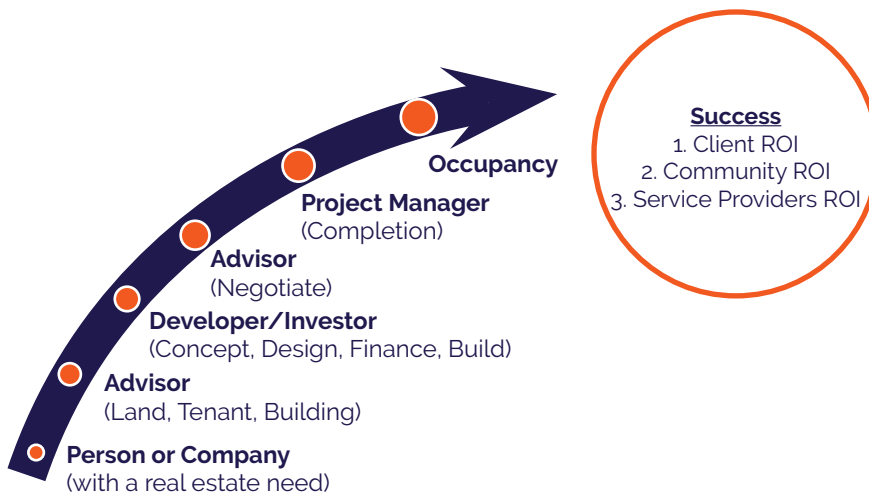 Success
1. Client ROI
2. Community ROI
3. Service Providers ROI
Occupancy
Project Manager
(Completion)
Advisor
(Negotiate)
Developer/Investor
(Concept, Design, Finance, Build)
Advisor
(Land, Tenant, Building)
Person or Company
(with a real estate need)